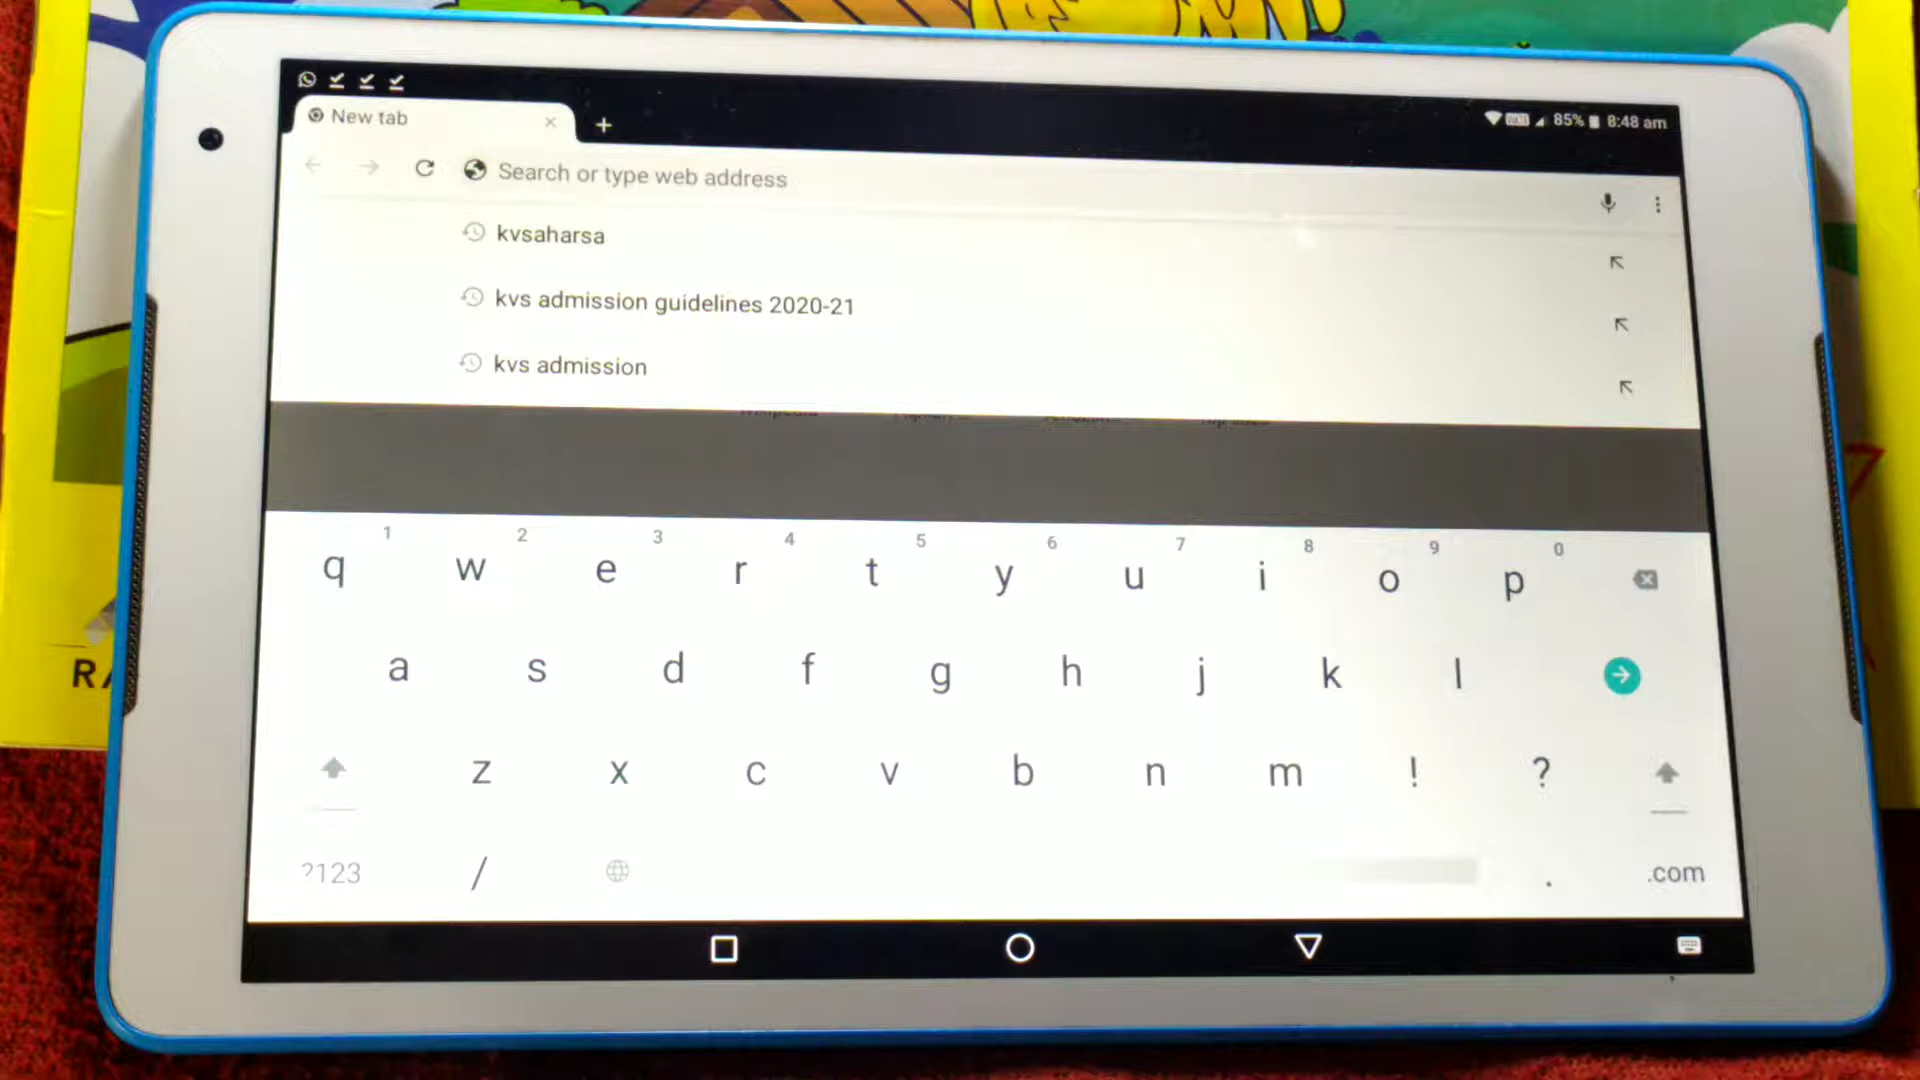 New tab
85% 8:48 am
Search or type web address
kvsaharsa
kvs admission guidelines 2020-21
kvs admission
1 2 3 4 5 6 7 8 9 0
q w e r t y u i o p
a s d f g h j k l
z x c v b n m ! ?
?123 / . .com